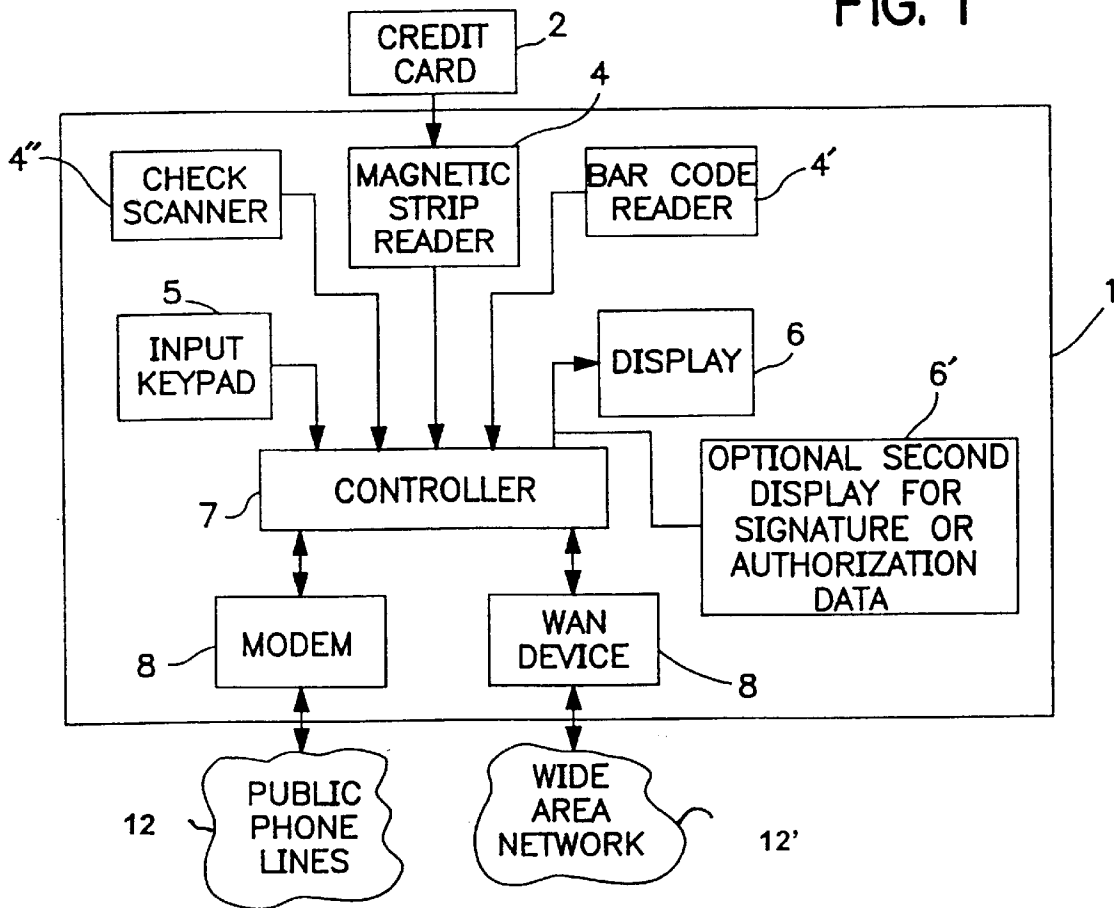 FIG. 1
CREDIT
CARD
2
4
4"
CHECK
SCANNER
MAGNETIC
STRIP
READER
BAR CODE
READER
4'
1
5
INPUT
KEYPAD
DISPLAY
6
6'
OPTIONAL SECOND
DISPLAY FOR
SIGNATURE OR
AUTHORIZATION
DATA
CONTROLLER
7
MODEM
8
WAN
DEVICE
8
PUBLIC
PHONE
LINES
12
WIDE
AREA
NETWORK
12'